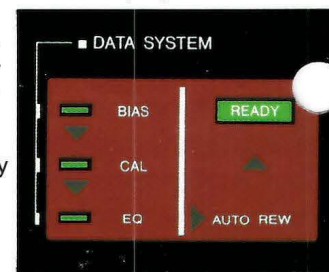 DATA SYSTEM
BIAS
READY
CAL
EQ
AUTO REW
y